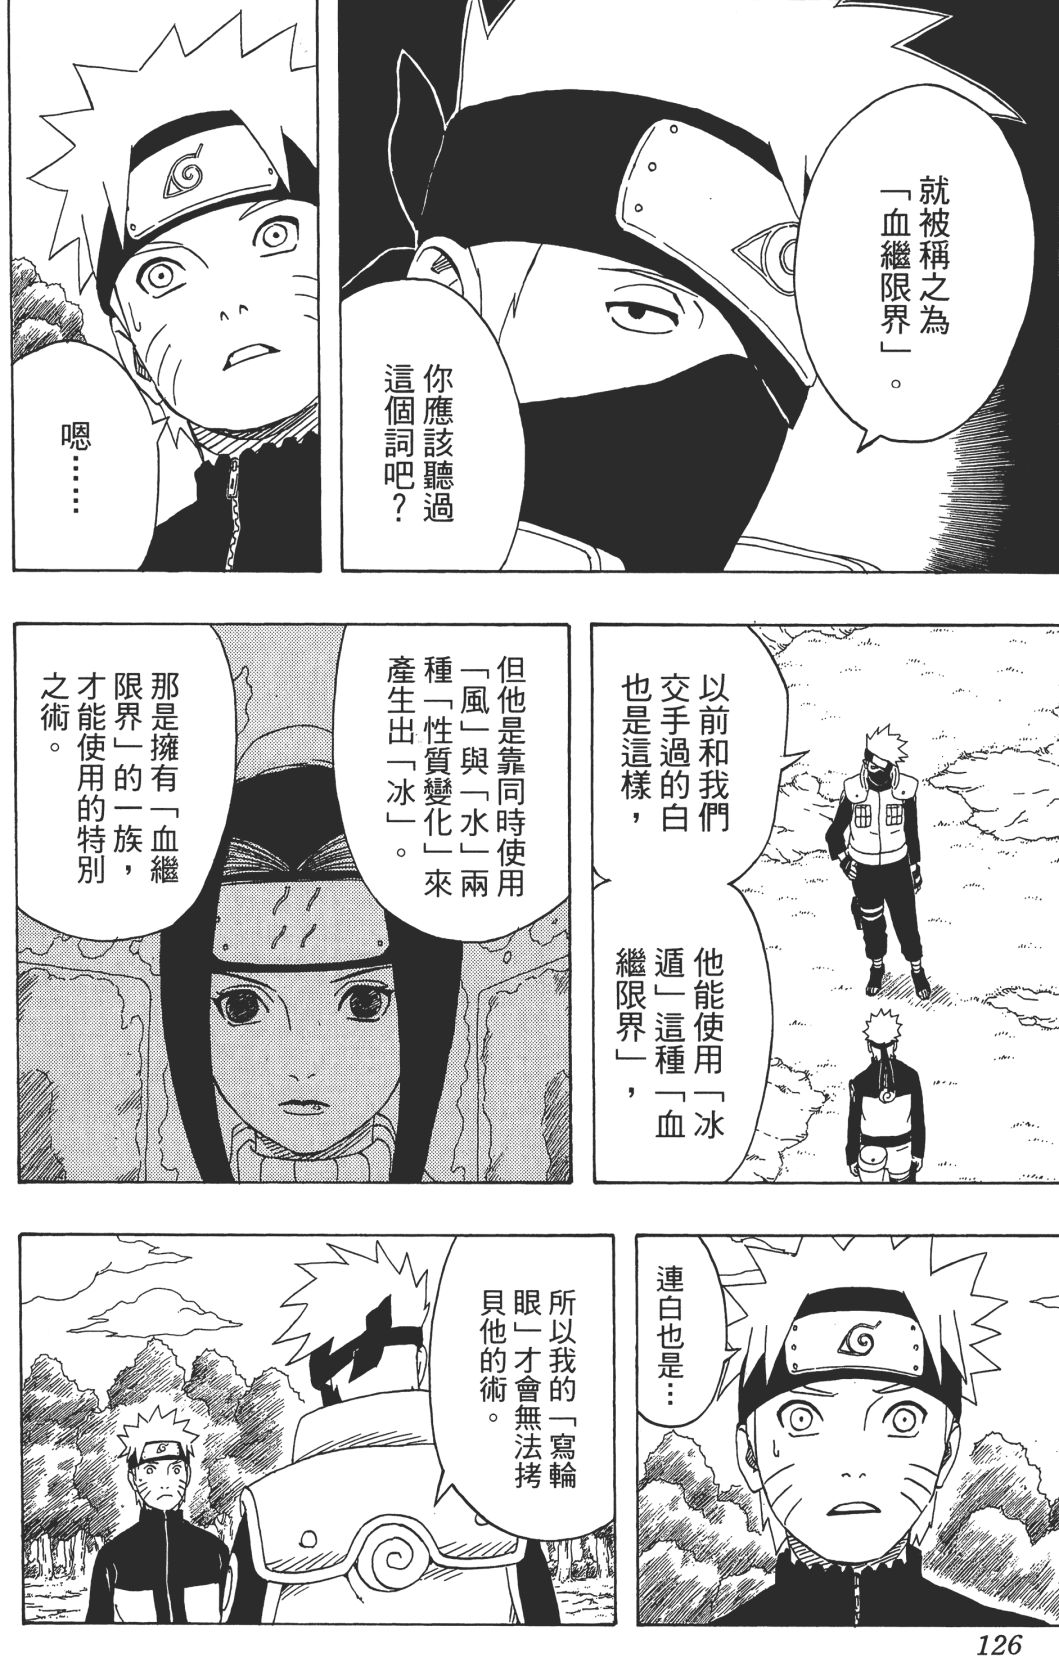 就被稱之為
「血繼限界」。
你應該聽過
這個詞吧？
嗯……
以前和我們
交手過的白
也是這樣，
他能使用「冰
遁」這種「血
繼限界」，
但他是靠同時使用
「風」與「水」兩
種「性質變化」來
產生出「冰」。
那是擁有「血繼
限界」的一族，
才能使用的特別
之術。
連白也是…
所以我的「寫輪
眼」才會無法拷
貝他的術。
126